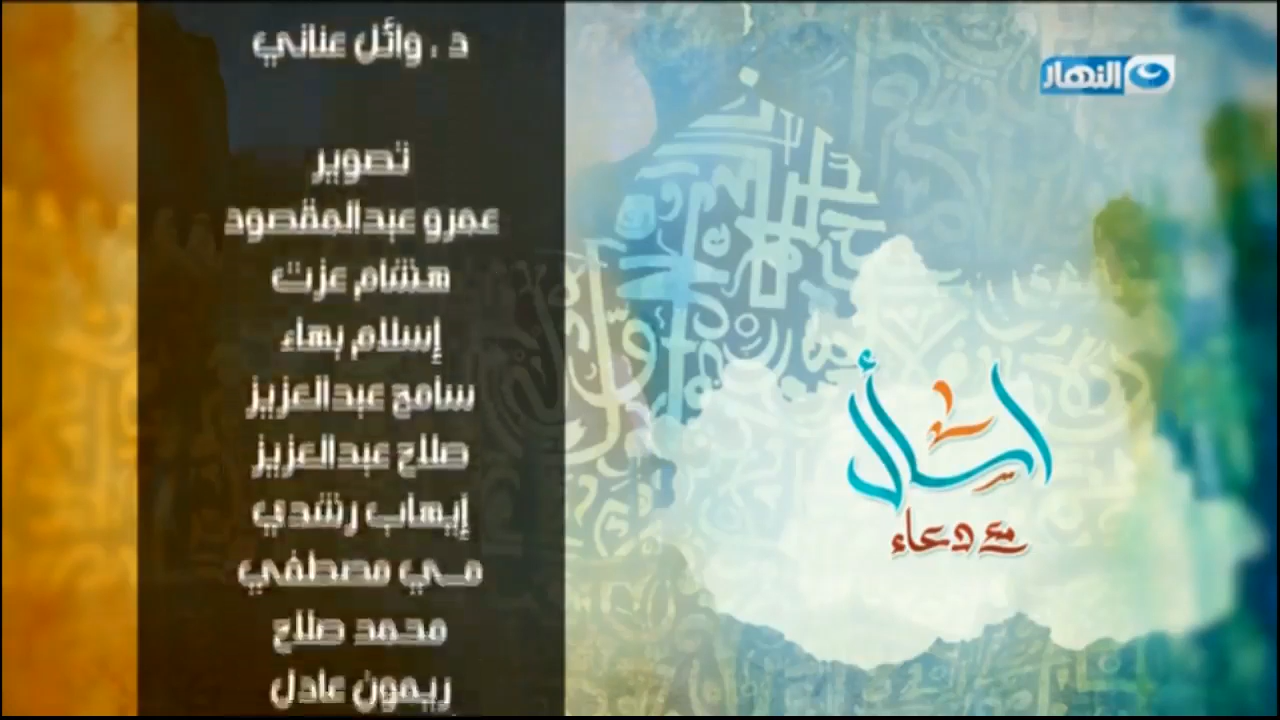 د . وائل عناني
تصوير
عمرو عبدالمقصود
هشام عزت
إسلام بهاء
سامح عبدالعزيز
صلاح عبدالعزيز
إيهاب رشدي
مي مصطفي
محمد صلاح
ريمون عادل
النهار
اسأل
مع دعاء